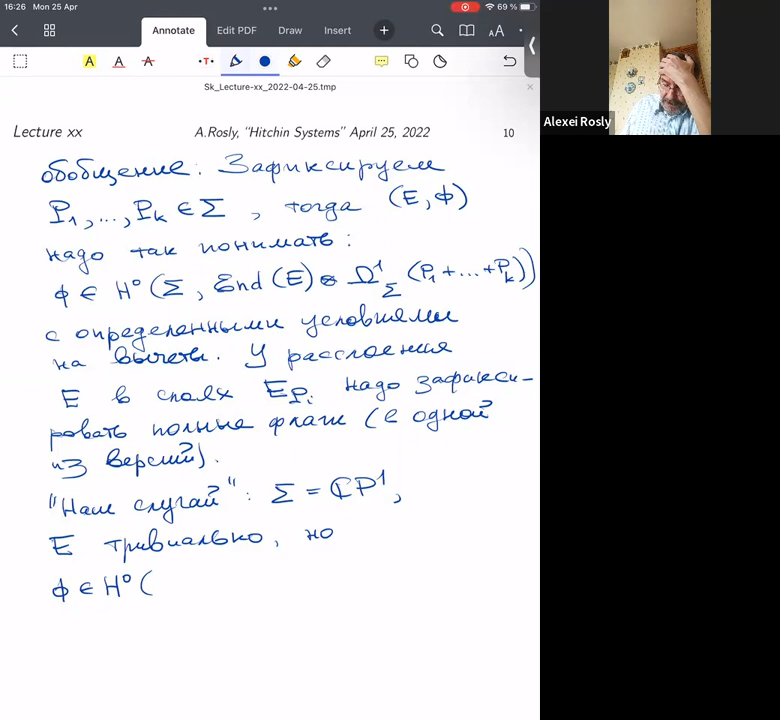 16:26 Mon 25 Apr
69 %
Annotate Edit PDF Draw Insert
Sk_Lecture-xx_2022-04-25.tmp
Alexei Rosly
Lecture xx A.Rosly, "Hitchin Systems" April 25, 2022 10
обобщение: Зафиксируем
P₁,...,Pₖ ∈ Σ, тогда (E, Φ)
надо так понимать:
ϕ ∈ H⁰(Σ, End(E) ⊗ Ω¹_Σ (P₁+...+Pₖ))
с определенными условиями
на вычеты. У расслоения
E в слоях E_Pᵢ надо зафикси-
ровать полные флаги (в одной
из версий).
"Наш случай": Σ = ℂP¹,
E тривиально, но
ϕ ∈ H⁰(